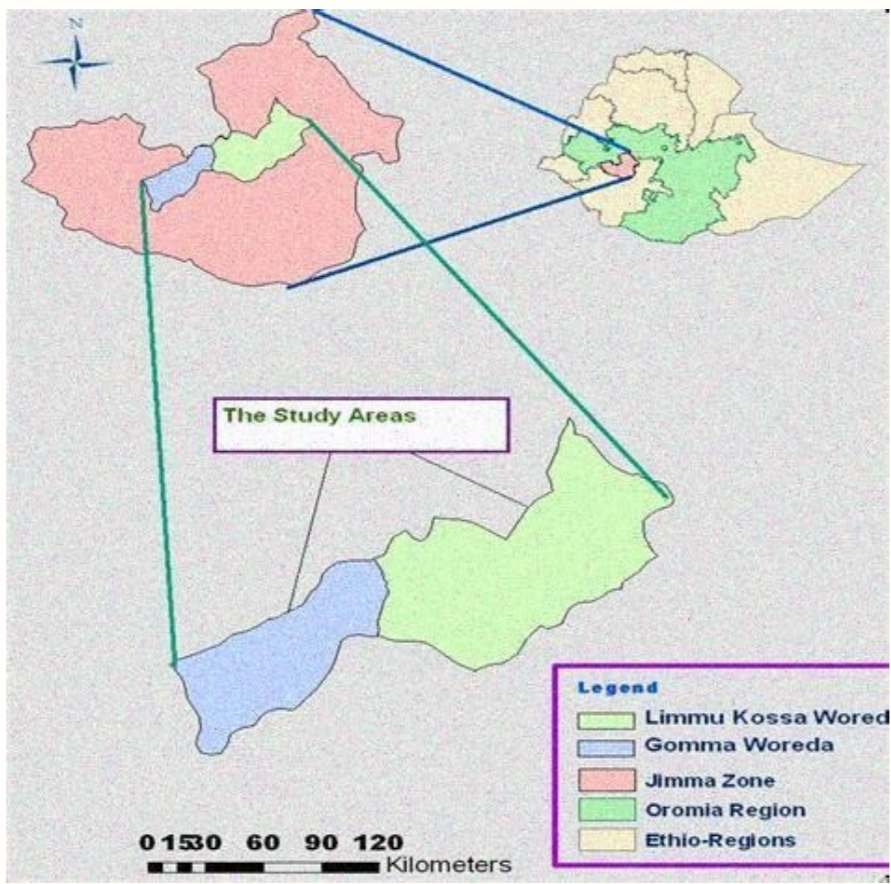 N
The Study Areas
Legend
Limmu Kossa Wored
Gomma Woreda
Jimma Zone
Oromia Region
Ethio-Regions
0 15 30 60 90 120
Kilometers